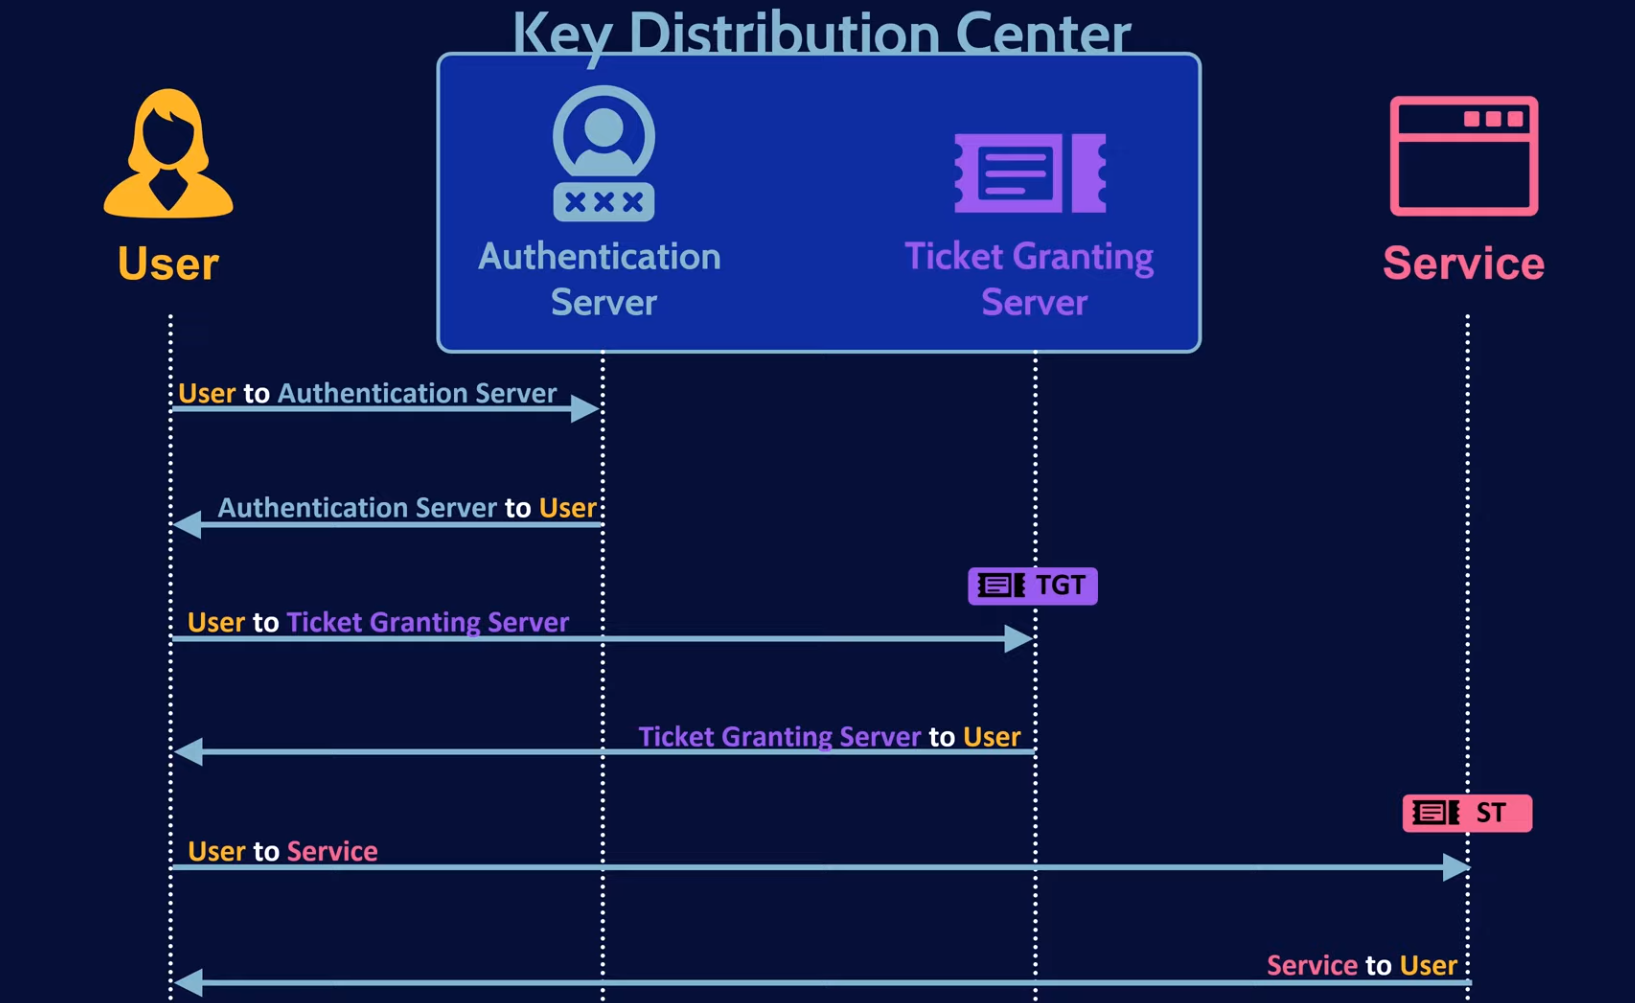 Key Distribution Center
User
Authentication
Server
Ticket Granting
Server
Service
User to Authentication Server
Authentication Server to User
TGT
User to Ticket Granting Server
Ticket Granting Server to User
ST
User to Service
Service to User